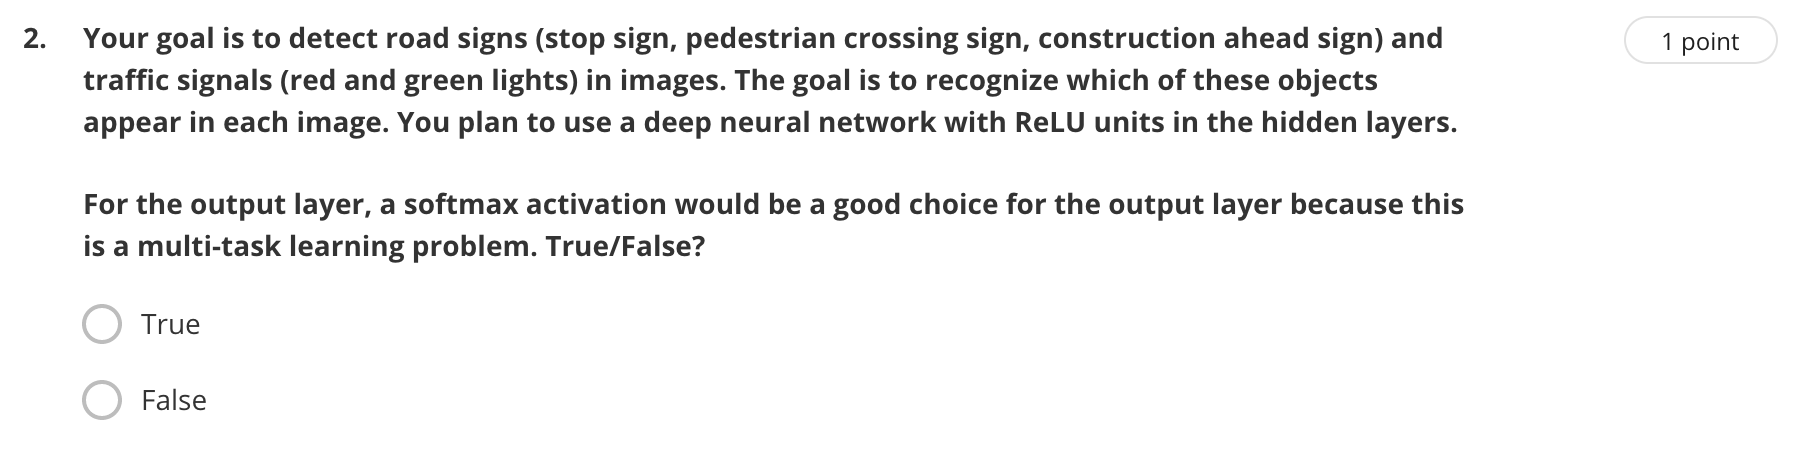 2. Your goal is to detect road signs (stop sign, pedestrian crossing sign, construction ahead sign) and
1 point
traffic signals (red and green lights) in images. The goal is to recognize which of these objects
appear in each image. You plan to use a deep neural network with ReLU units in the hidden layers.
For the output layer, a softmax activation would be a good choice for the output layer because this
is a multi-task learning problem. True/False?
True
False